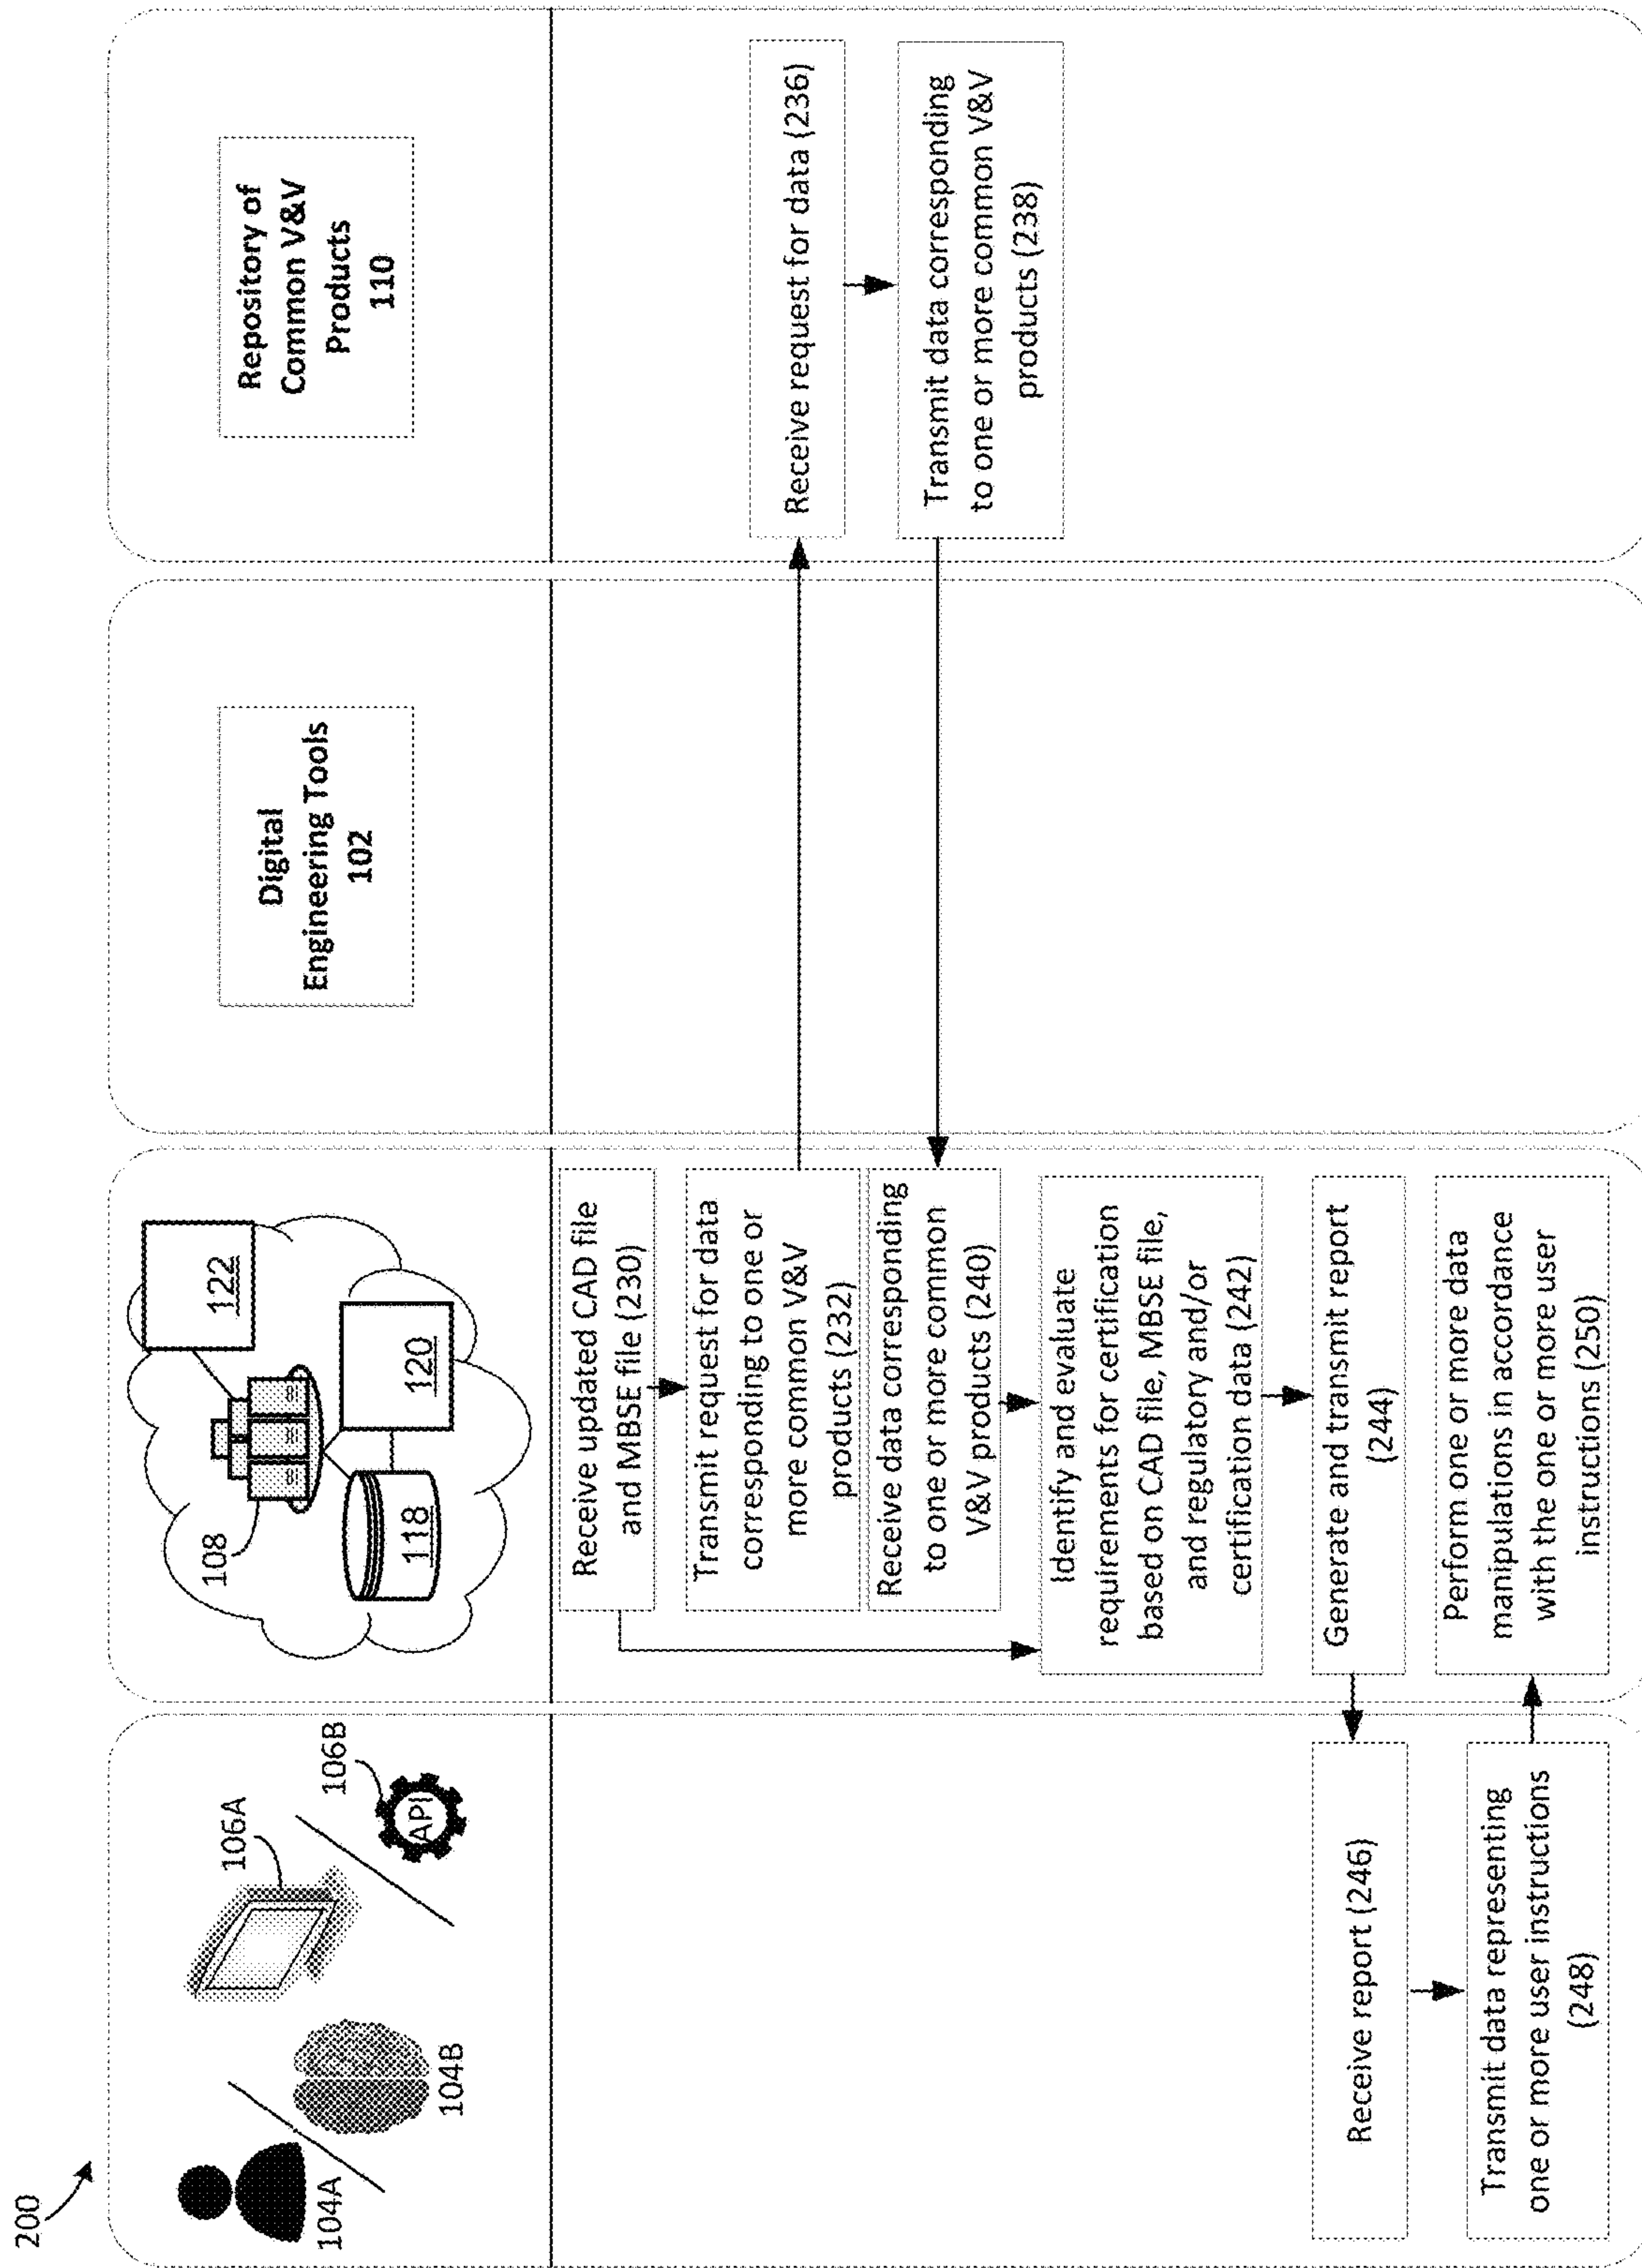 200
104A
104B
106A
106B
API
108
118
120
122
Digital
Engineering Tools
102
Repository of
Common V&V
Products
110
Receive updated CAD file
and MBSE file (230)
Transmit request for data
corresponding to one or
more common V&V
products (232)
Receive request for data (236)
Transmit data corresponding
to one or more common V&V
products (238)
Receive data corresponding
to one or more common
V&V products (240)
Identify and evaluate
requirements for certification
based on CAD file, MBSE file,
and regulatory and/or
certification data (242)
Generate and transmit report
(244)
Receive report (246)
Transmit data representing
one or more user instructions
(248)
Perform one or more data
manipulations in accordance
with the one or more user
instructions (250)